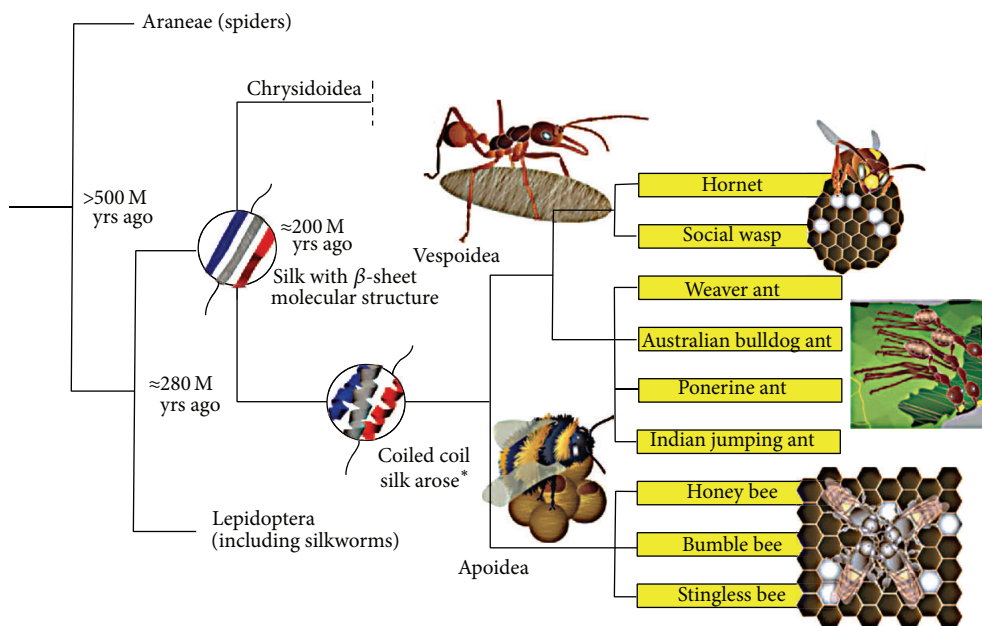 Araneae (spiders)
Chrysidoidea
>500 M
yrs ago
≈200 M
yrs ago
Silk with β-sheet
molecular structure
Vespoidea
Hornet
Social wasp
Weaver ant
Australian bulldog ant
Ponerine ant
Indian jumping ant
≈280 M
yrs ago
Coiled coil
silk arose*
Lepidoptera
(including silkworms)
Apoidea
Honey bee
Bumble bee
Stingless bee